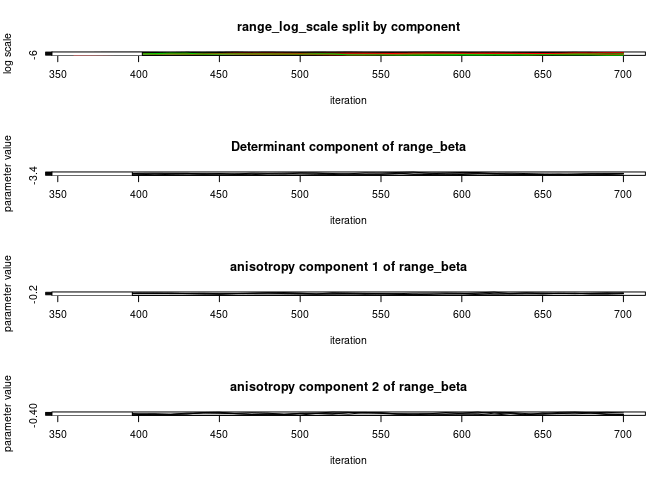 range_log_scale split by component
log scale
-6
350 400 450 500 550 600 650 700
iteration
Determinant component of range_beta
parameter value
-3.4
350 400 450 500 550 600 650 700
iteration
anisotropy component 1 of range_beta
parameter value
-0.2
350 400 450 500 550 600 650 700
iteration
anisotropy component 2 of range_beta
parameter value
-0.40
350 400 450 500 550 600 650 700
iteration